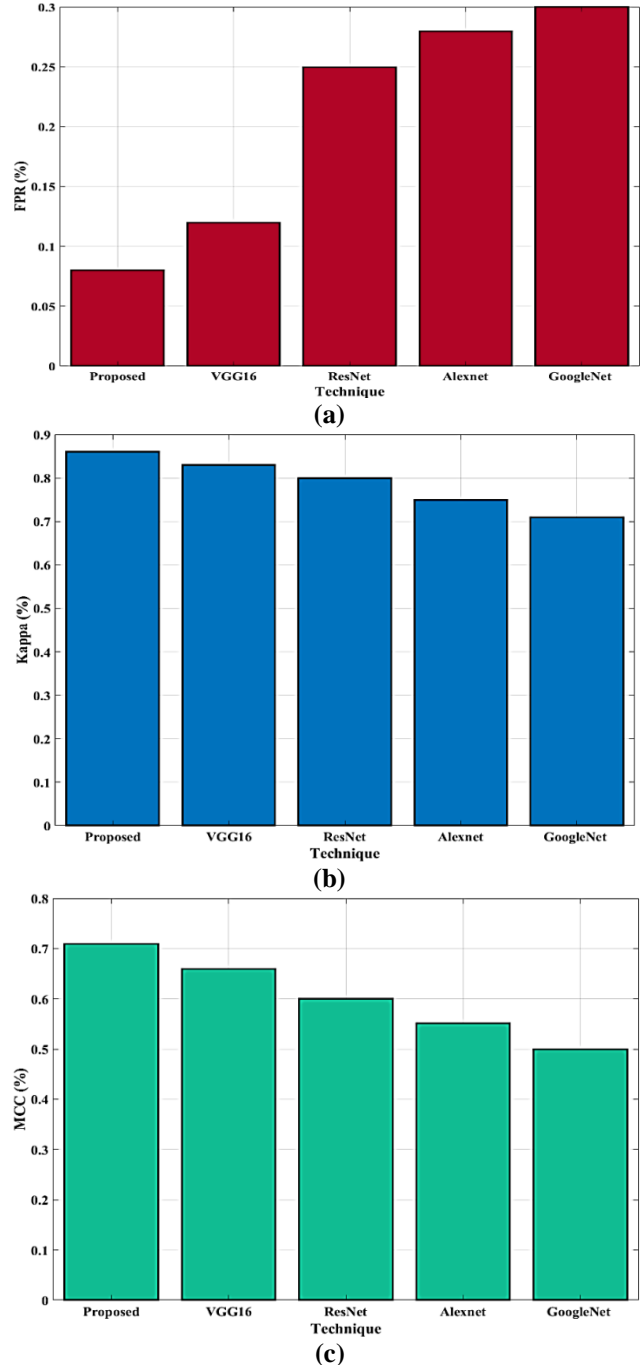 0.3
0.25
0.2
0.15
0.1
0.05
0
FPR (%)
Proposed VGG16 ResNet Alexnet GoogleNet
Technique
(a)
0.9
0.8
0.7
0.6
0.5
0.4
0.3
0.2
0.1
0
Kappa (%)
Proposed VGG16 ResNet Alexnet GoogleNet
Technique
(b)
0.8
0.7
0.6
0.5
0.4
0.3
0.2
0.1
0
MCC (%)
Proposed VGG16 ResNet Alexnet GoogleNet
Technique
(c)